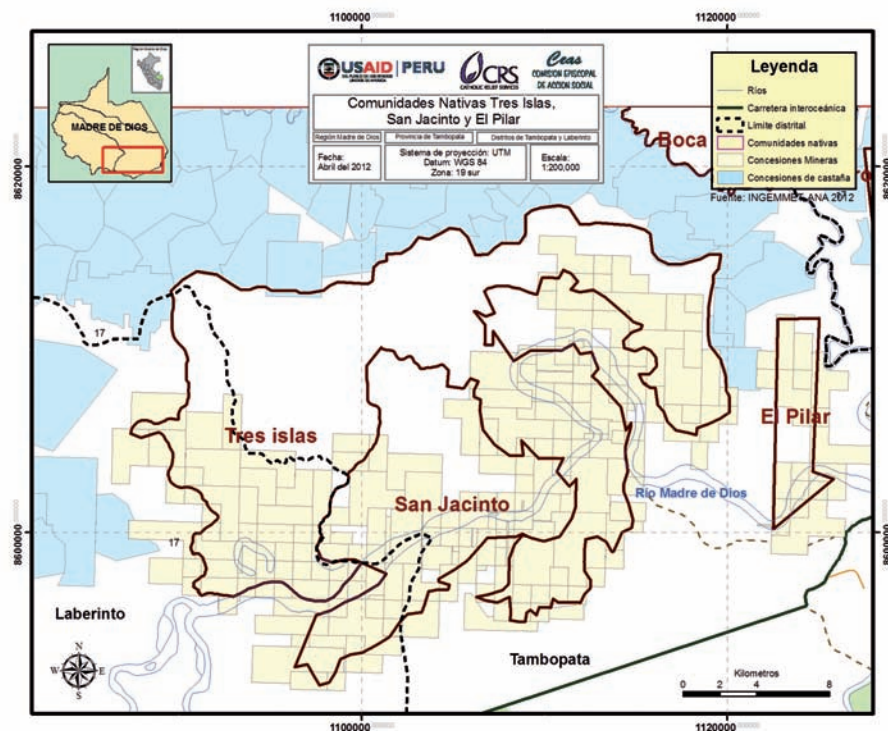 1100000
1120000
USAID | PERU
CRS
CATHOLIC RELIEF SERVICES
Ceas
COMISION EPISCOPAL
DE ACCION SOCIAL
Comunidades Nativas Tres Islas,
San Jacinto y El Pilar
Región Madre de Dios
Provincia de Tambopata
Distritos de Tambopata y Laberinto
Fecha:
Abril del 2012
Sistema de proyección: UTM
Datum: WGS 84
Zona: 19 sur
Escala:
1:200,000
MADRE DE DIOS
Leyenda
Ríos
Carretera interoceánica
Límite distrital
Comunidades nativas
Concesiones Mineras
Concesiones de castaña
Fuente: INGEMMET, ANA 2012
Boca
8620000
8620000
17
Tres islas
San Jacinto
El Pilar
Río Madre de Dios
17
8600000
8600000
Laberinto
Tambopata
N
W
E
S
Kilometros
0 2 4 8
1100000
1120000